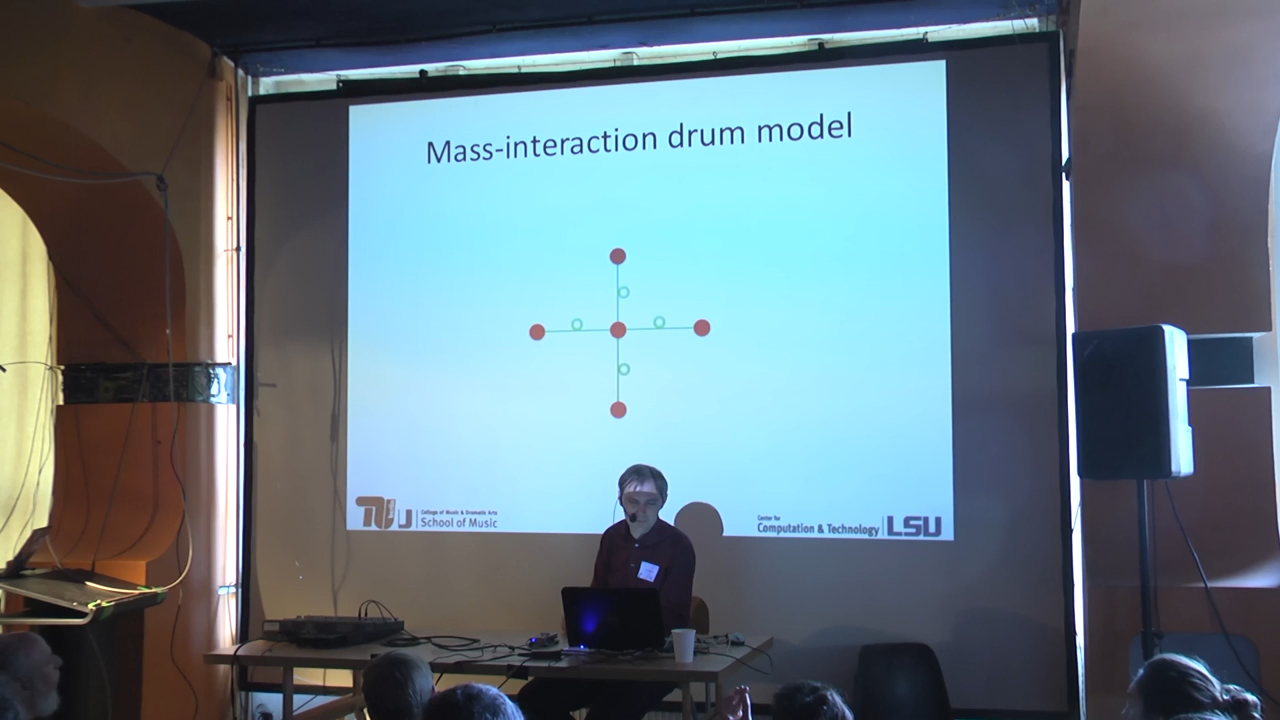 Mass-interaction drum model
College of Music & Dramatic Arts
School of Music
Center for
Computation & Technology
LSU